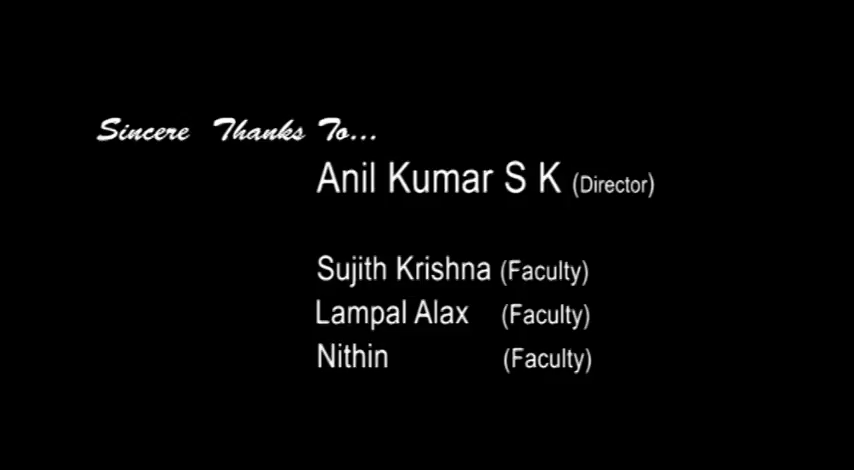 Sincere Thanks To...
Anil Kumar S K (Director)
Sujith Krishna (Faculty)
Lampal Alax (Faculty)
Nithin (Faculty)